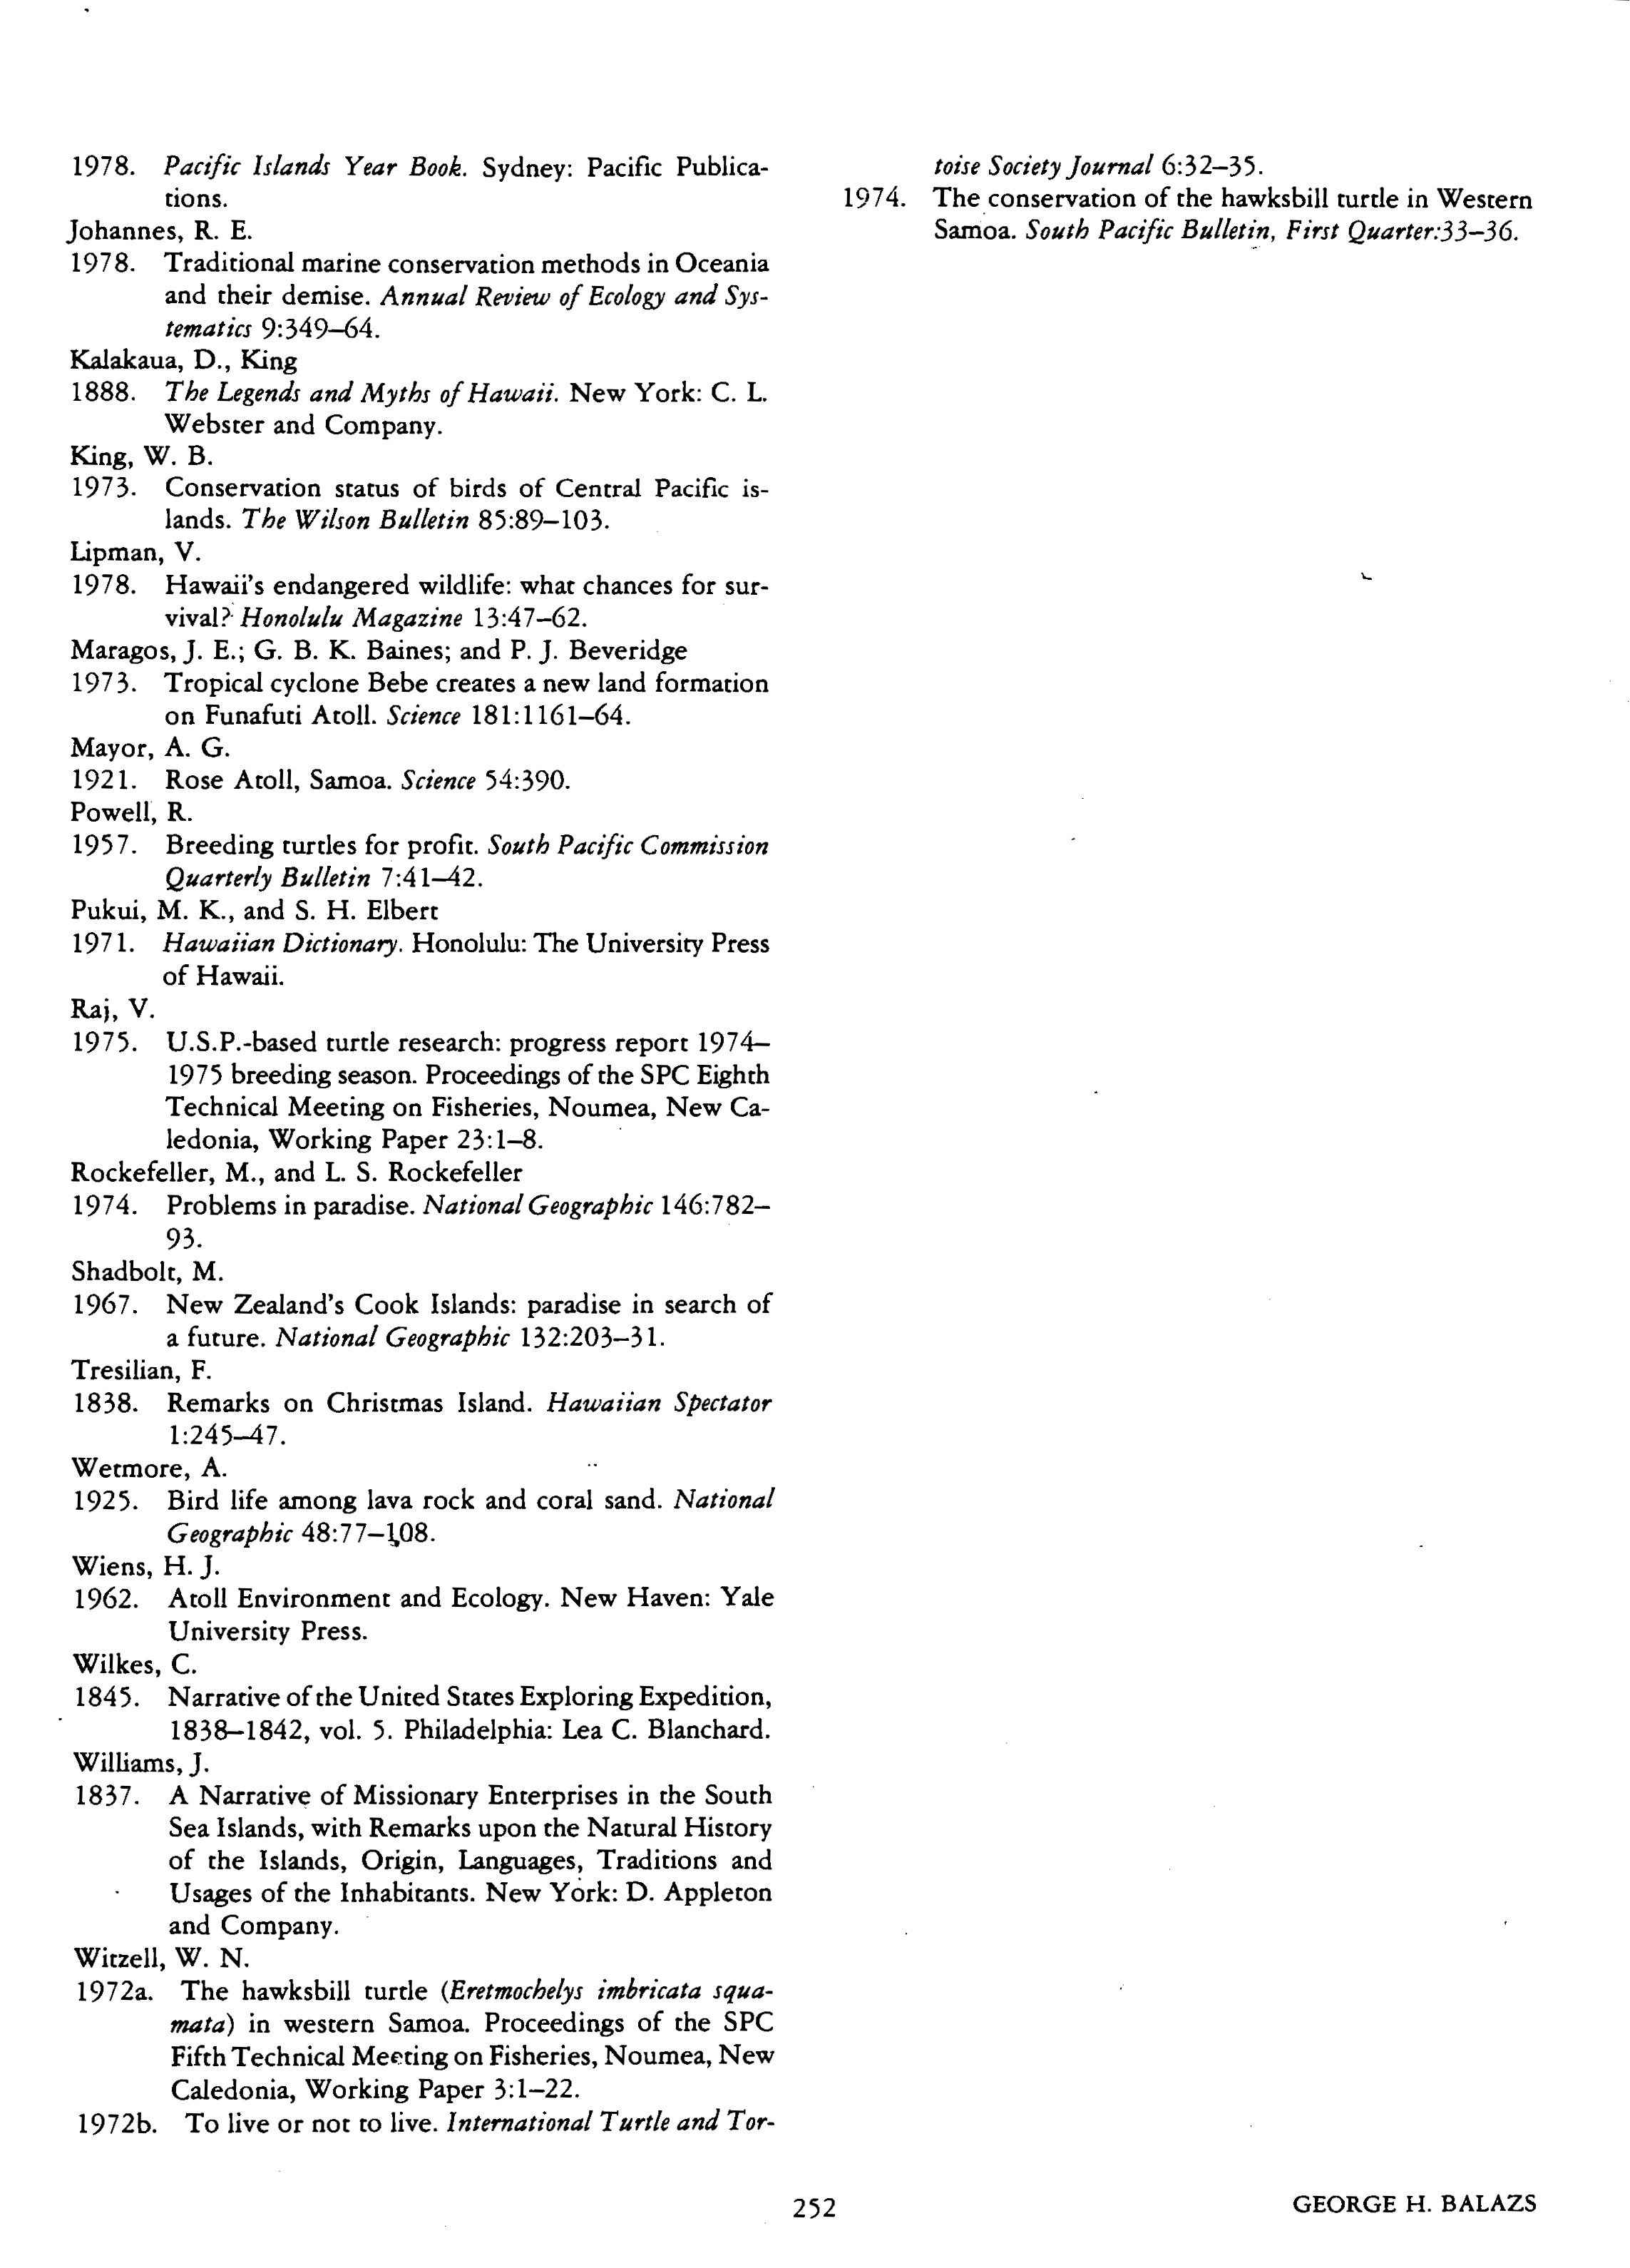 1978. Pacific Islands Year Book. Sydney: Pacific Publica-
tions.
Johannes, R. E.
1978. Traditional marine conservation methods in Oceania
and their demise. Annual Review of Ecology and Sys-
tematics 9:349–64.
Kalakaua, D., King
1888. The Legends and Myths of Hawaii. New York: C. L.
Webster and Company.
King, W. B.
1973. Conservation status of birds of Central Pacific is-
lands. The Wilson Bulletin 85:89–103.
Lipman, V.
1978. Hawaii's endangered wildlife: what chances for sur-
vival? Honolulu Magazine 13:47–62.
Maragos, J. E.; G. B. K. Baines; and P. J. Beveridge
1973. Tropical cyclone Bebe creates a new land formation
on Funafuti Atoll. Science 181:1161–64.
Mayor, A. G.
1921. Rose Atoll, Samoa. Science 54:390.
Powell, R.
1957. Breeding turtles for profit. South Pacific Commission
Quarterly Bulletin 7:41–42.
Pukui, M. K., and S. H. Elbert
1971. Hawaiian Dictionary. Honolulu: The University Press
of Hawaii.
Raj, V.
1975. U.S.P.-based turtle research: progress report 1974–
1975 breeding season. Proceedings of the SPC Eighth
Technical Meeting on Fisheries, Noumea, New Ca-
ledonia, Working Paper 23:1–8.
Rockefeller, M., and L. S. Rockefeller
1974. Problems in paradise. National Geographic 146:782–
93.
Shadbolt, M.
1967. New Zealand's Cook Islands: paradise in search of
a future. National Geographic 132:203–31.
Tresilian, F.
1838. Remarks on Christmas Island. Hawaiian Spectator
1:245–47.
Wetmore, A.
1925. Bird life among lava rock and coral sand. National
Geographic 48:77–108.
Wiens, H. J.
1962. Atoll Environment and Ecology. New Haven: Yale
University Press.
Wilkes, C.
1845. Narrative of the United States Exploring Expedition,
1838–1842, vol. 5. Philadelphia: Lea C. Blanchard.
Williams, J.
1837. A Narrative of Missionary Enterprises in the South
Sea Islands, with Remarks upon the Natural History
of the Islands, Origin, Languages, Traditions and
Usages of the Inhabitants. New York: D. Appleton
and Company.
Witzell, W. N.
1972a. The hawksbill turtle (Eretmochelys imbricata squa-
mata) in western Samoa. Proceedings of the SPC
Fifth Technical Meeting on Fisheries, Noumea, New
Caledonia, Working Paper 3:1–22.
1972b. To live or not to live. International Turtle and Tor-
toise Society Journal 6:32–35.
1974. The conservation of the hawksbill turtle in Western
Samoa. South Pacific Bulletin, First Quarter:33–36.
252
GEORGE H. BALAZS